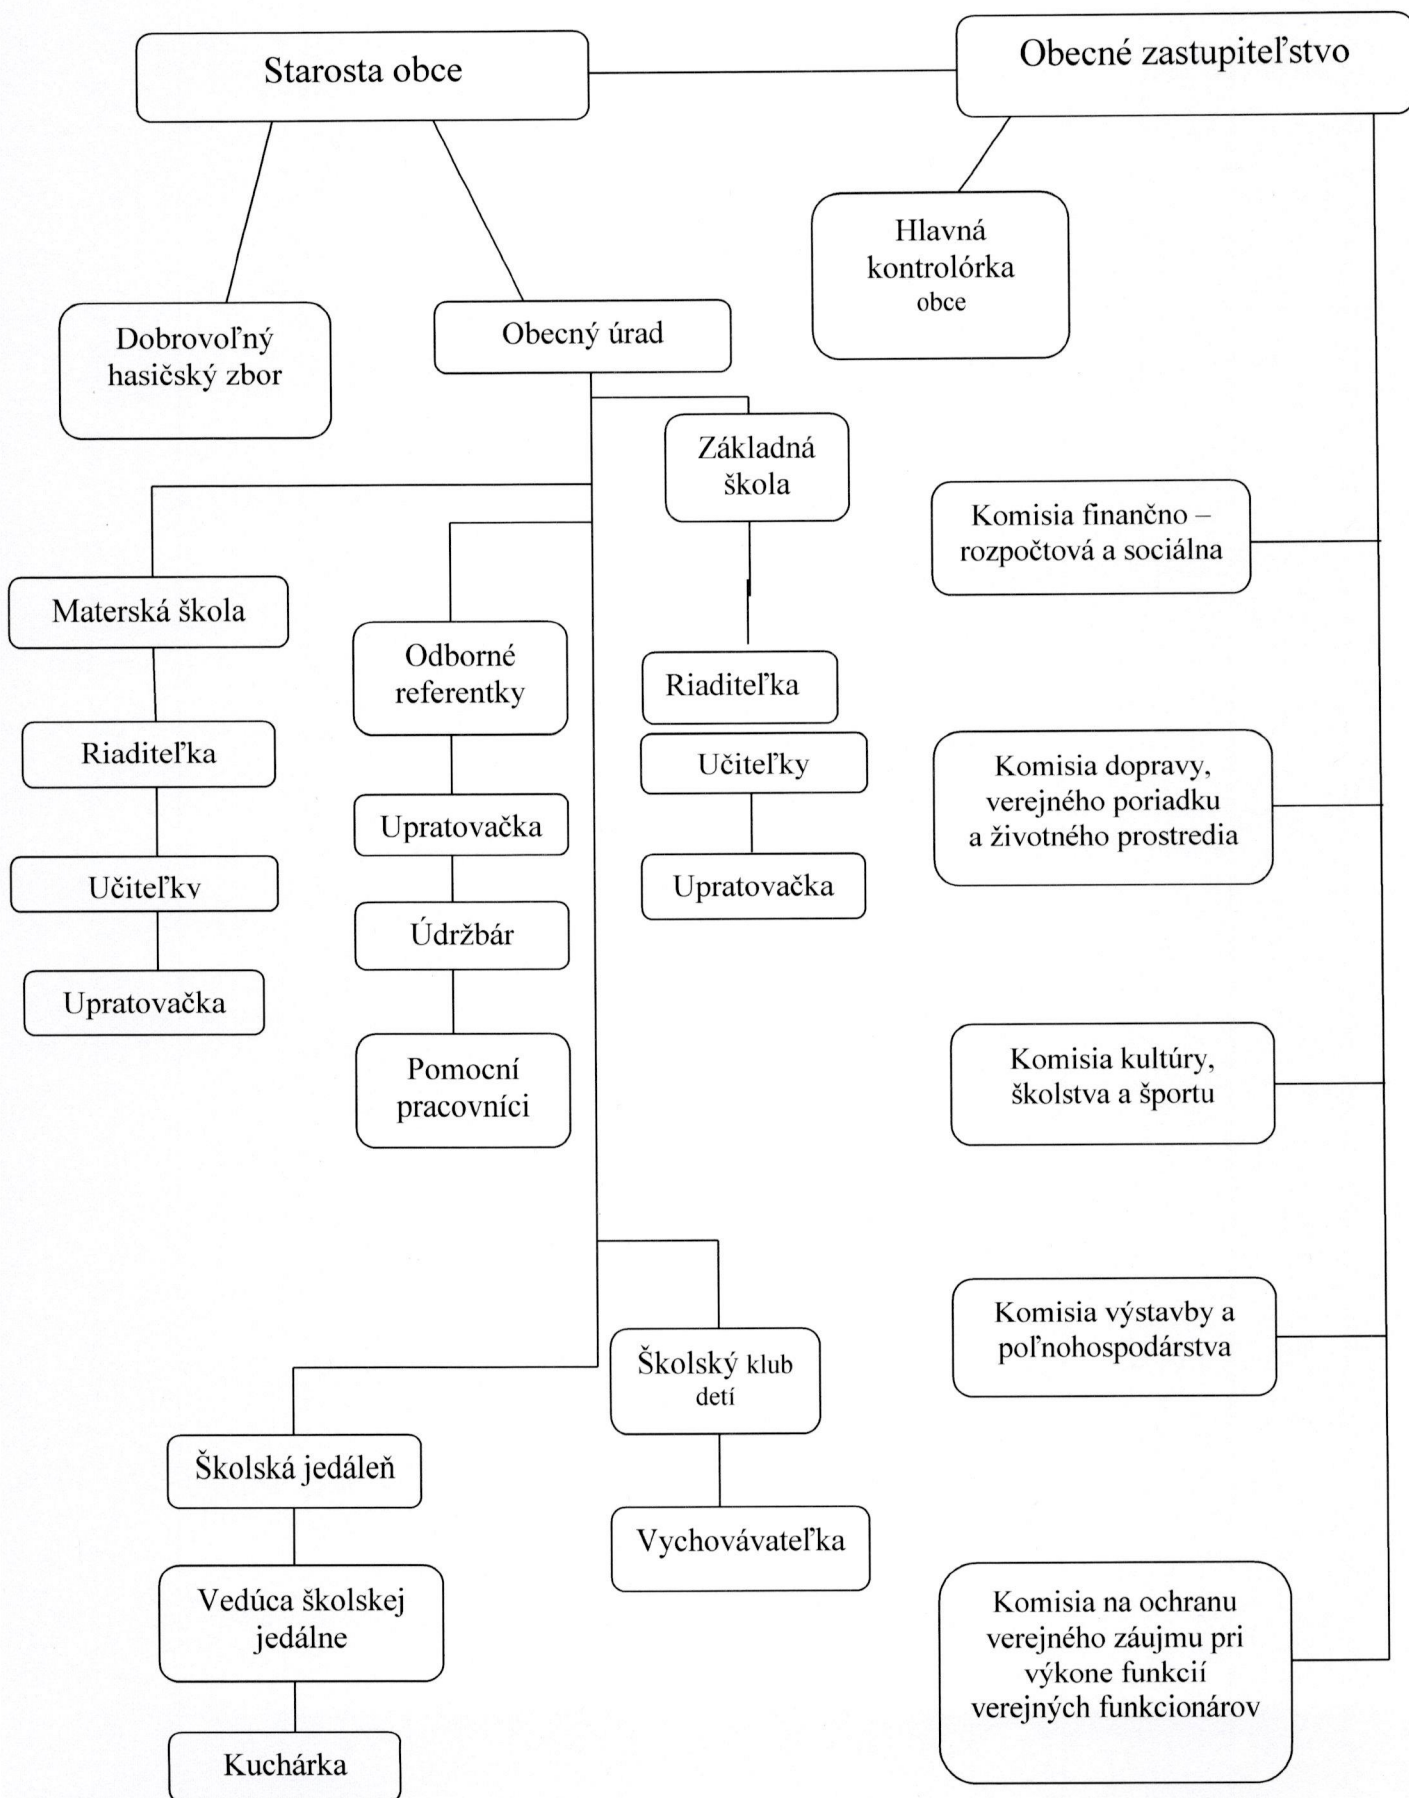 Starosta obce
Obecné zastupiteľstvo
Hlavná
kontrolórka
obce
Dobrovoľný
hasičský zbor
Obecný úrad
Základná
škola
Komisia finančno –
rozpočtová a sociálna
Materská škola
Odborné
referentky
Riaditeľka
Riaditeľka
Učiteľky
Komisia dopravy,
verejného poriadku
a životného prostredia
Upratovačka
Učiteľky
Upratovačka
Údržbár
Upratovačka
Pomocní
pracovníci
Komisia kultúry,
školstva a športu
Komisia výstavby a
poľnohospodárstva
Školský klub
detí
Školská jedáleň
Vychovávateľka
Vedúca školskej
jedálne
Komisia na ochranu
verejného záujmu pri
výkone funkcií
verejných funkcionárov
Kuchárka